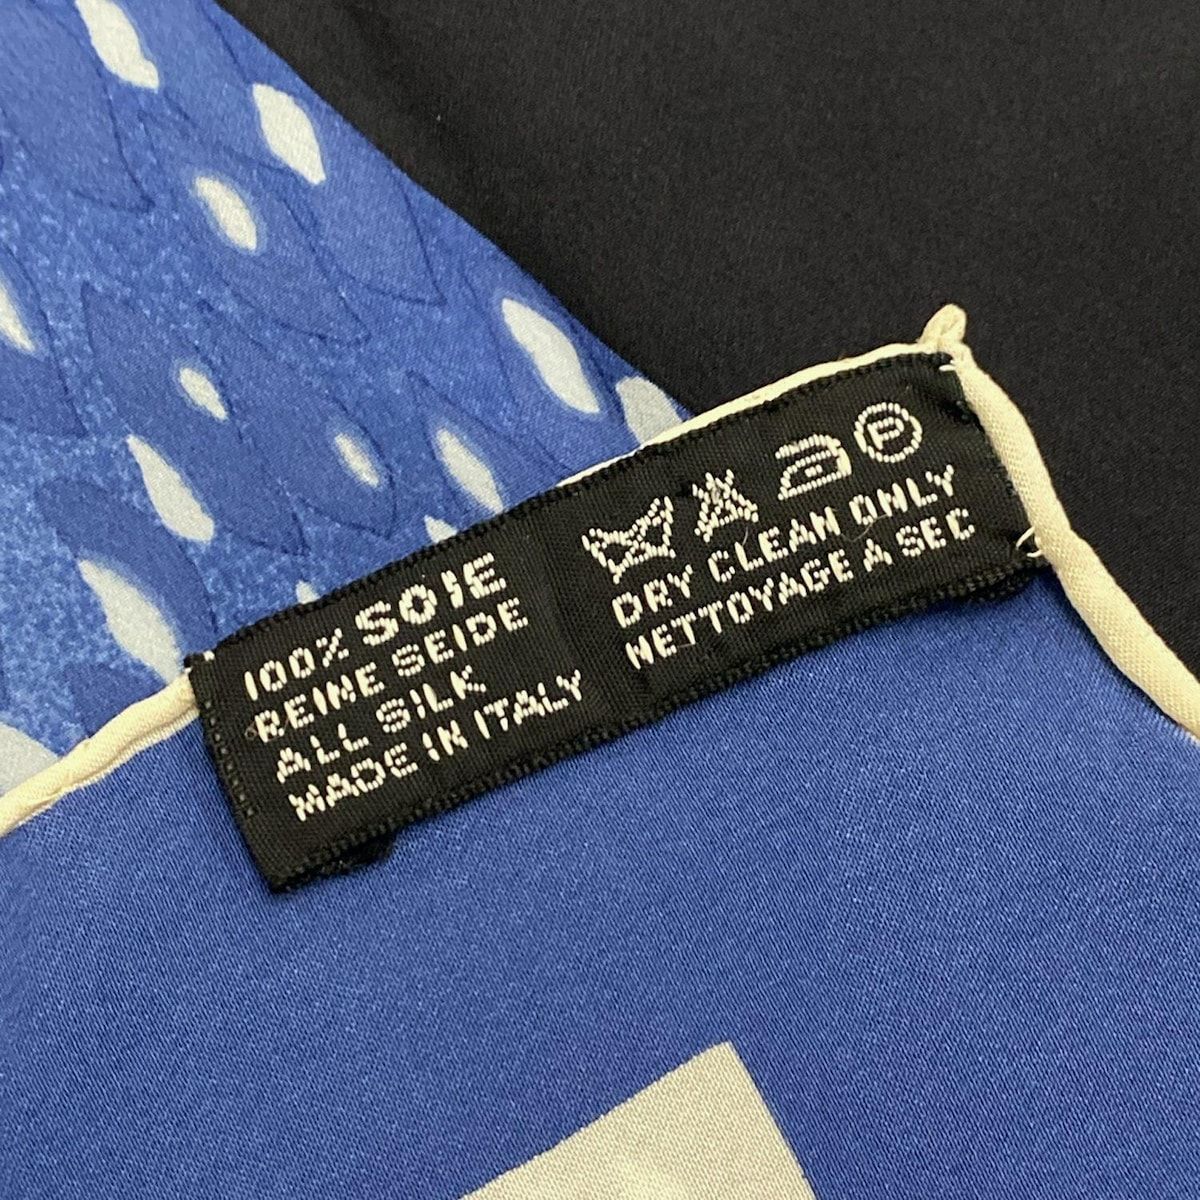 100% SOIE
REINE SEIDE
ALL SILK
MADE IN ITALY
P
DRY CLEAN ONLY
NETTOYAGE A SEC